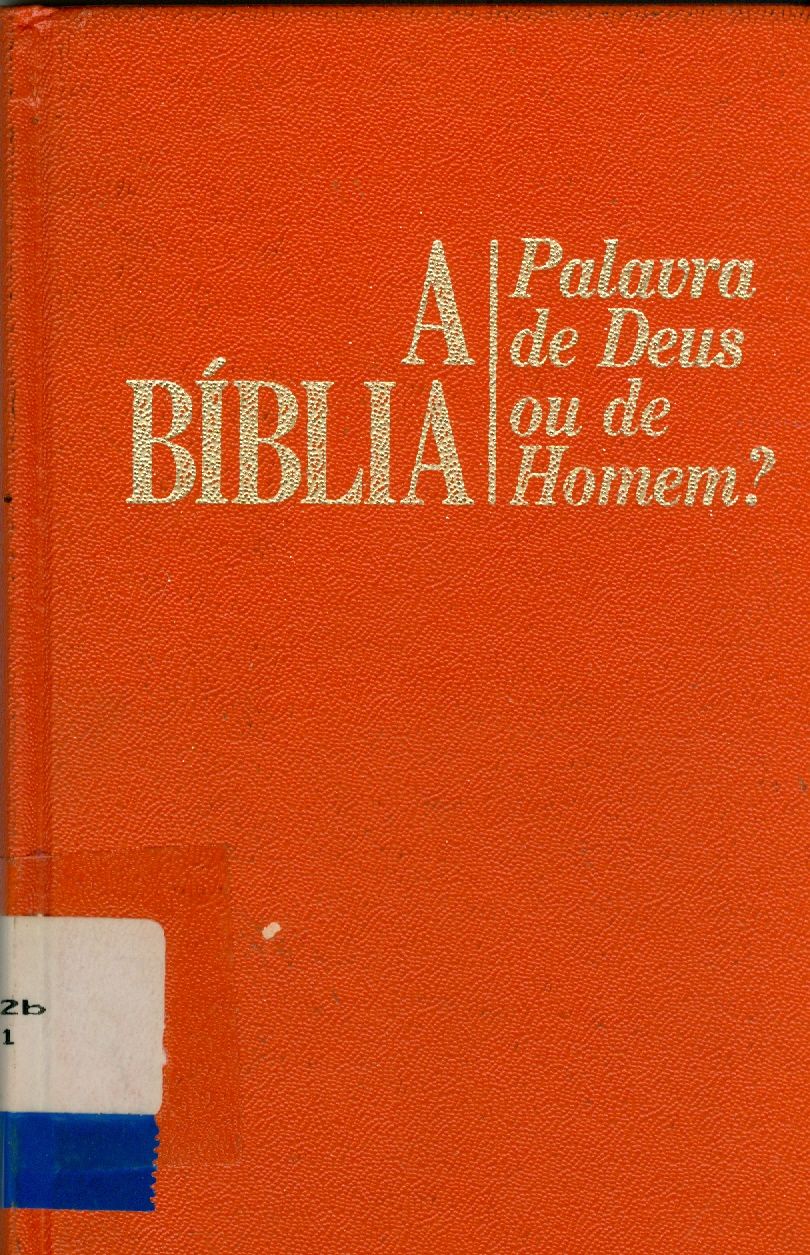 A
BÍBLIA
Palavra
de Deus
ou de
Homem?
2b
1